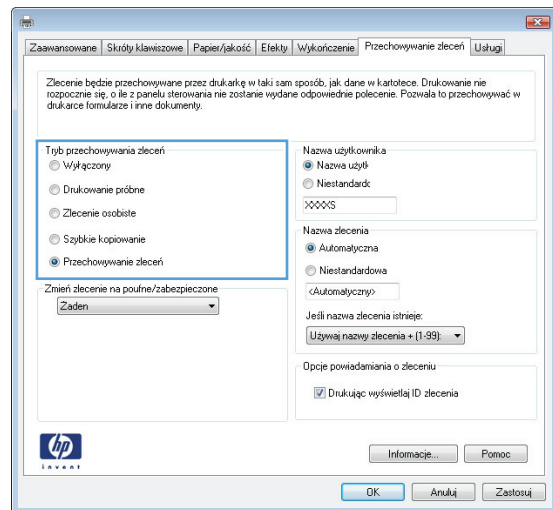 Zaawansowane Skróty klawiszowe Papier/jakość Efekty Wykończenie Przechowywanie zleceń Usługi
Zlecenie będzie przechowywane przez drukarkę w taki sam sposób, jak dane w kartotece. Drukowanie nie
rozpocznie się, o ile z panelu sterowania nie zostanie wydane odpowiednie polecenie. Pozwala to przechowywać w
drukarce formularze i inne dokumenty.
Tryb przechowywania zleceń
Wyłączony
Drukowanie próbne
Zlecenie osobiste
Szybkie kopiowanie
Przechowywanie zleceń
Zmień zlecenie na poufne/zabezpieczone
Żaden
Nazwa użytkownika
Nazwa użytk
Niestandardc
XXXXS
Nazwa zlecenia
Automatyczna
Niestandardowa
<Automatyczny>
Jeśli nazwa zlecenia istnieje:
Używaj nazwy zlecenia + (1-99):
Opcje powiadamiania o zleceniu
Drukując wyświetlaj ID zlecenia
hp
invent
Informacje... Pomoc
OK Anuluj Zastosuj